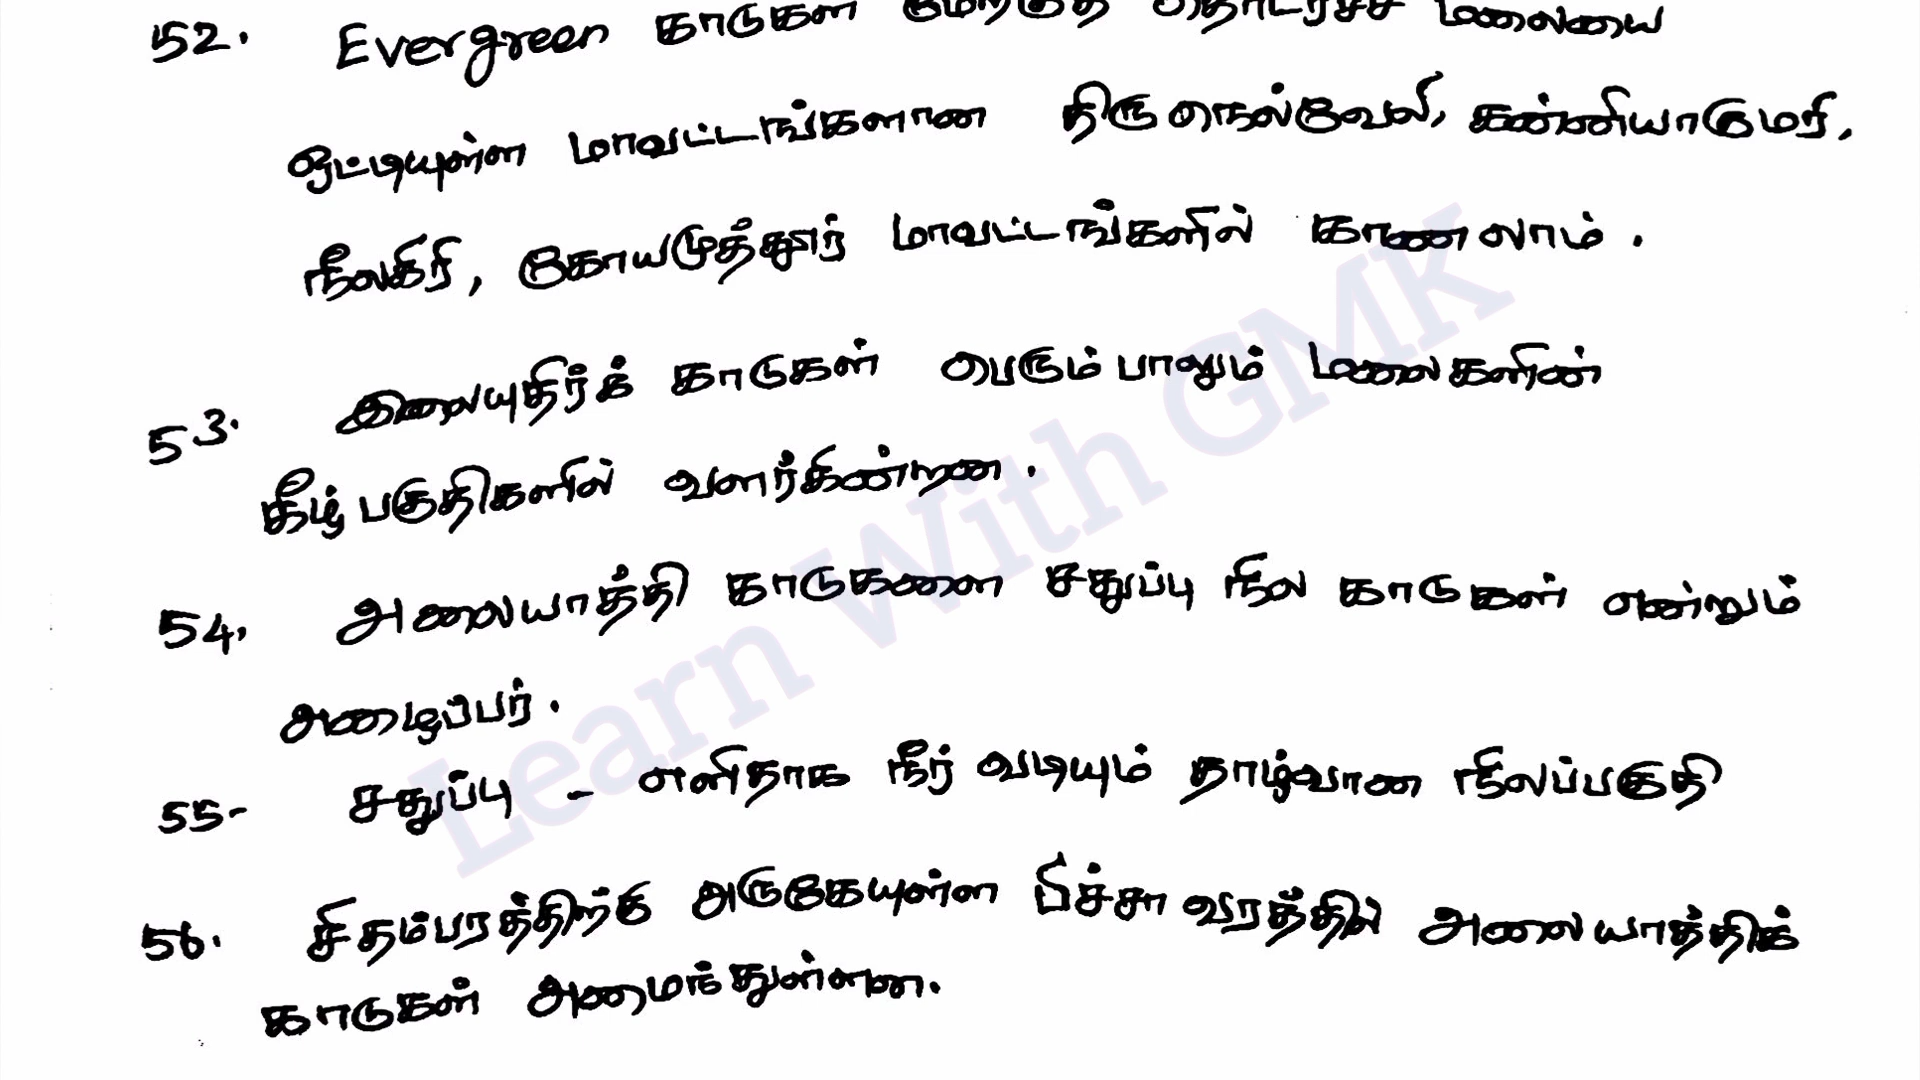 52. Evergreen காடுகள் மேற்குத் தொடர்ச்சி மலையை
ஒட்டியுள்ள மாவட்டங்களான திருநெல்வேலி, கன்னியாகுமரி,
நீலகிரி, கோயமுத்தூர் மாவட்டங்களில் காணலாம்.
53. இலையுதிர்க் காடுகள் பெரும்பாலும் மலைகளின்
கீழ்பகுதிகளில் வளர்கின்றன.
54. அலையாத்தி காடுகளை சதுப்பு நில காடுகள் என்றும்
அழைப்பர்.
55- சதுப்பு - எளிதாக நீர் வடியும் தாழ்வான நிலப்பகுதி
56. சிதம்பரத்திற்கு அருகேயுள்ள பிச்சாவரத்தில் அலையாத்திக்
காடுகள் அமைந்துள்ளன.
Learn With GMK